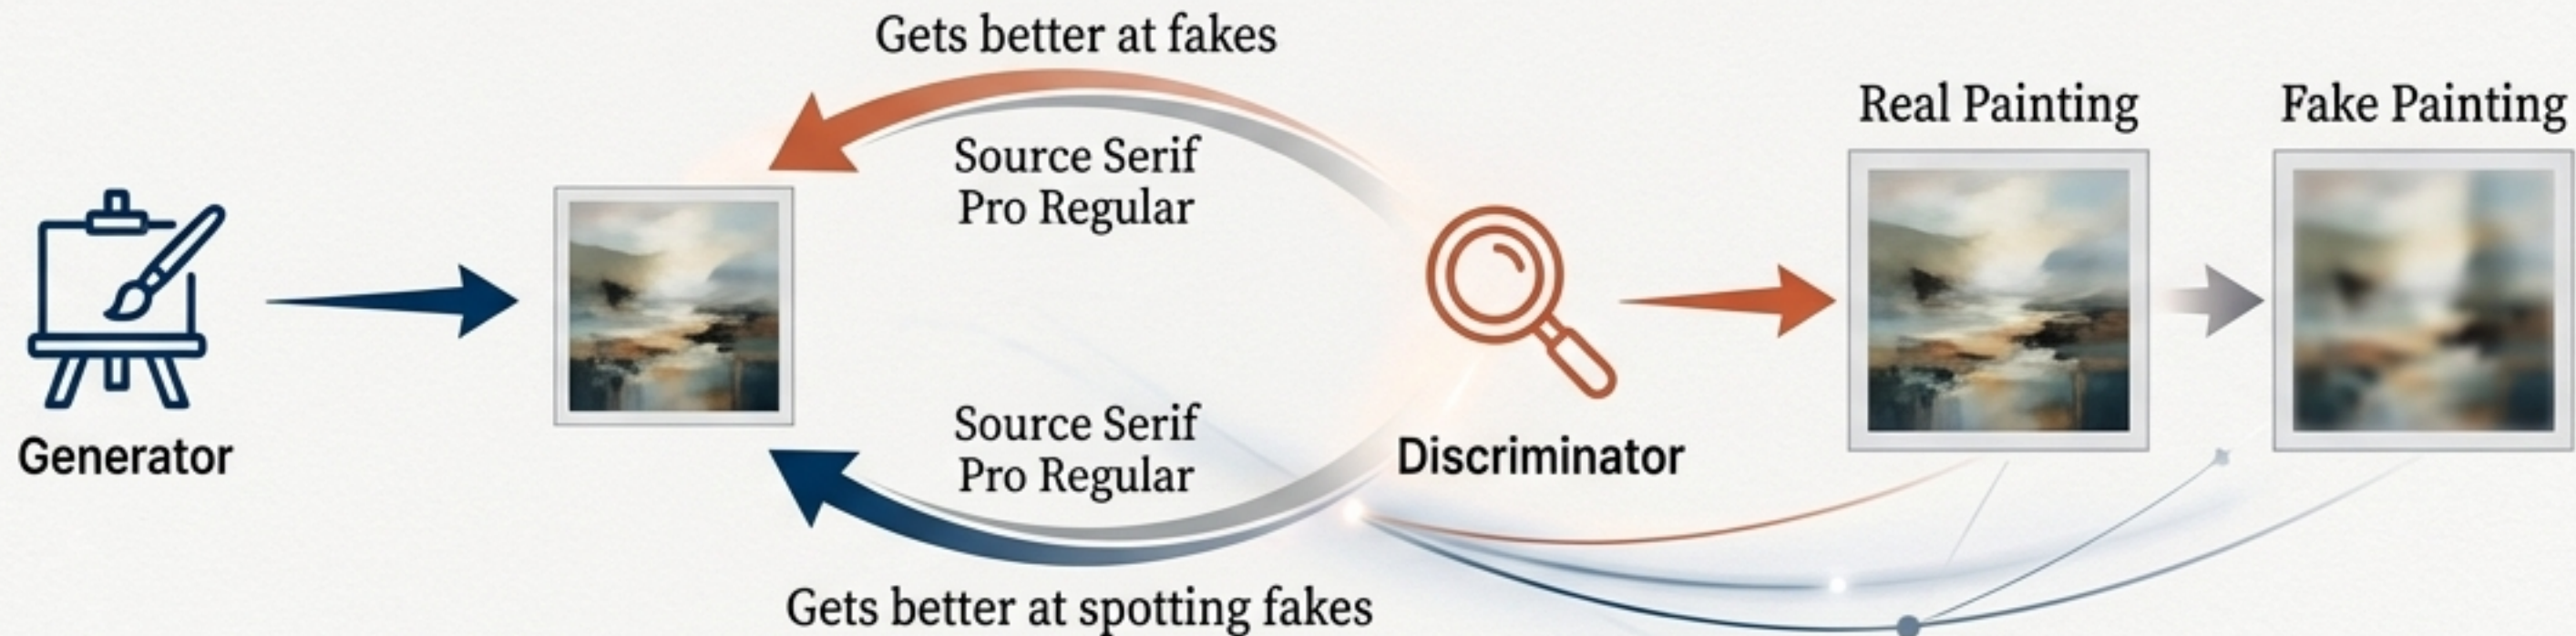 Gets better at fakes
Source Serif
Pro Regular
Real Painting
Fake Painting
Generator
Source Serif
Pro Regular
Discriminator
Gets better at spotting fakes